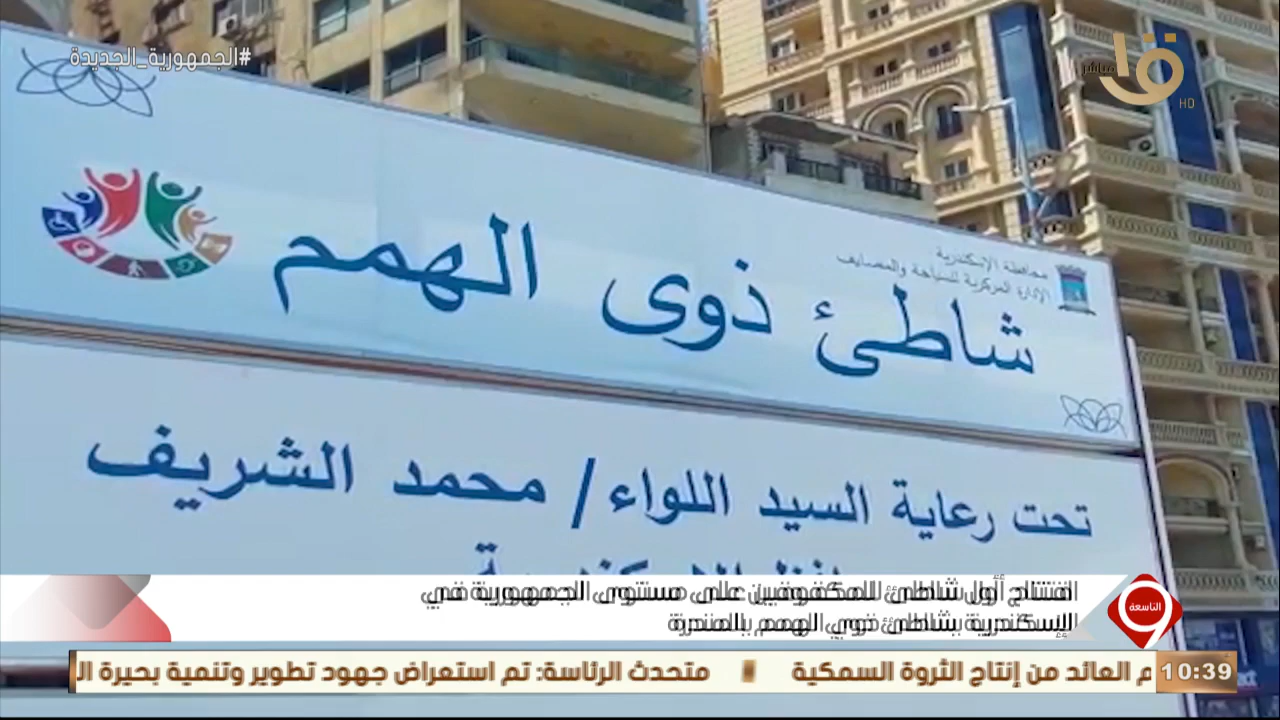 #الجمهورية_الجديدة
مباشر
HD
محافظة الإسكندرية
الإدارة المركزية للسياحة والمصايف
شاطئ ذوى الهمم
تحت رعاية السيد اللواء / محمد الشريف
افتتاح أول شاطئ للمكفوفين على مستوى الجمهورية في
الإسكندرية بشاطئ ذوي الهمم بالمندرة
التاسعة
م العائد من إنتاج الثروة السمكية متحدث الرئاسة: تم استعراض جهود تطوير وتنمية بحيرة ال
10:39